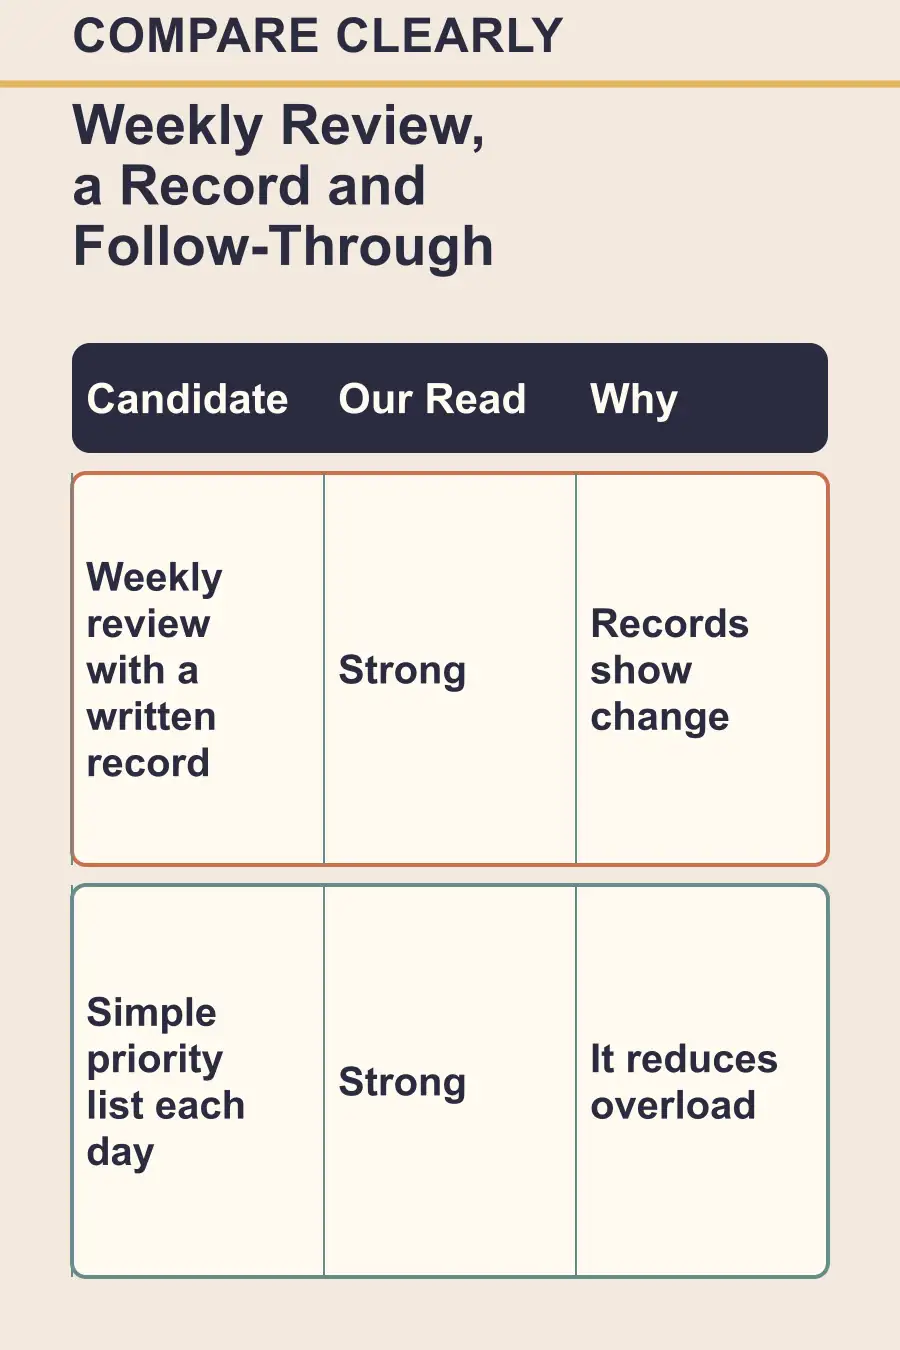 COMPARE CLEARLY
Weekly Review,
a Record and
Follow-Through
Candidate Our Read Why
Weekly
review
with a
written
record
Strong
Records
show
change
Simple
priority
list each
day
Strong
It reduces
overload